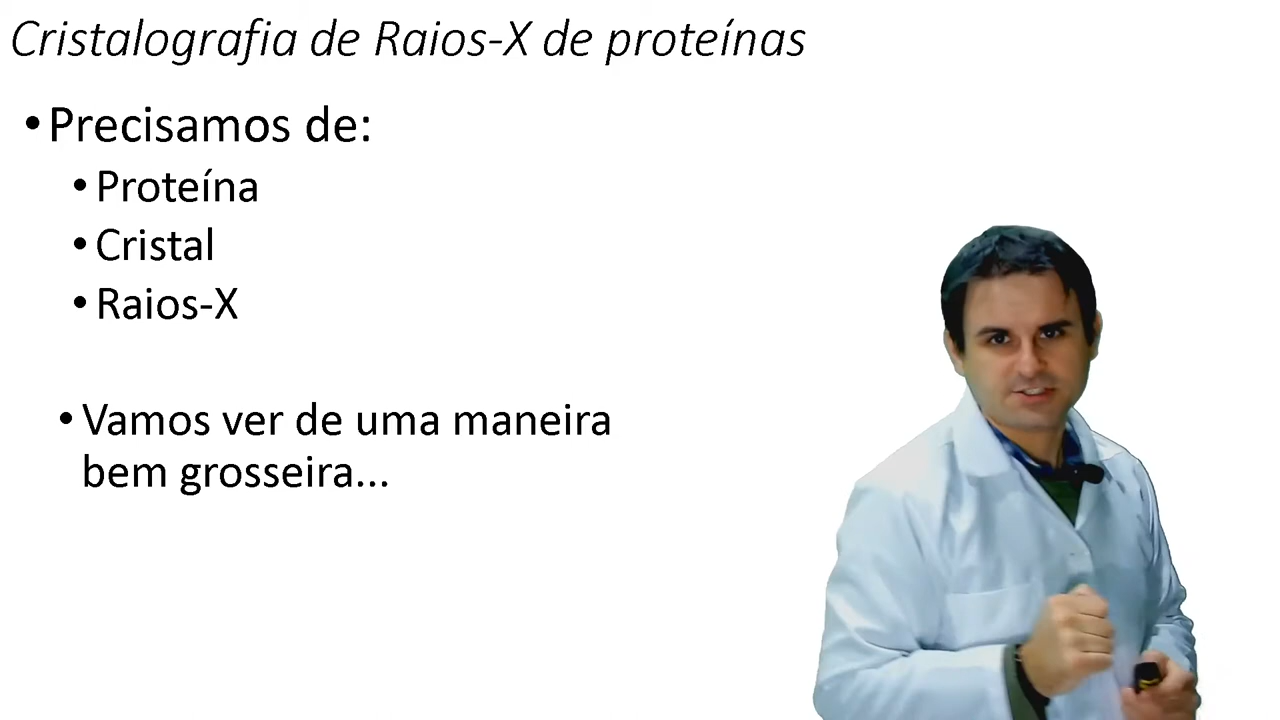 Cristalografia de Raios-X de proteínas
•Precisamos de:
•Proteína
•Cristal
•Raios-X
•Vamos ver de uma maneira
bem grosseira...